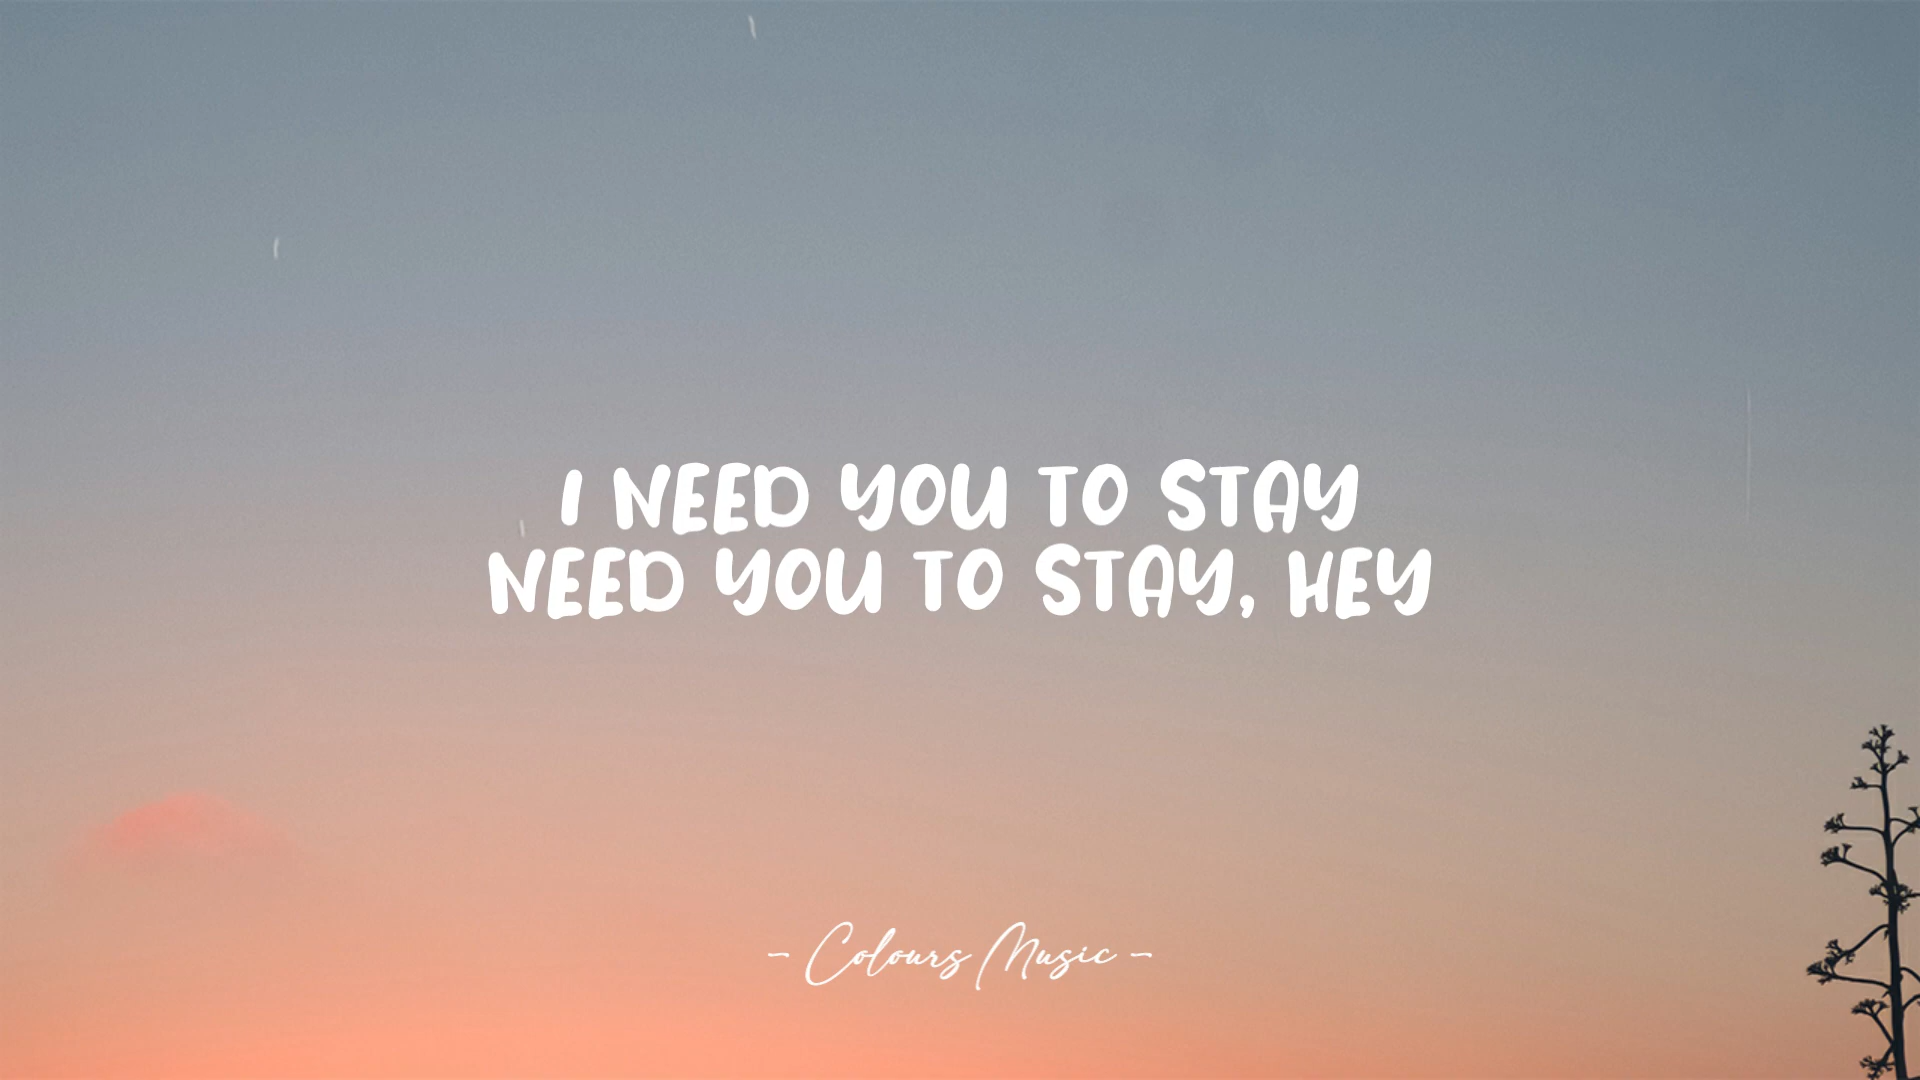 I NEED YOU TO STAY
NEED YOU TO STAY, HEY
- Colours Music -